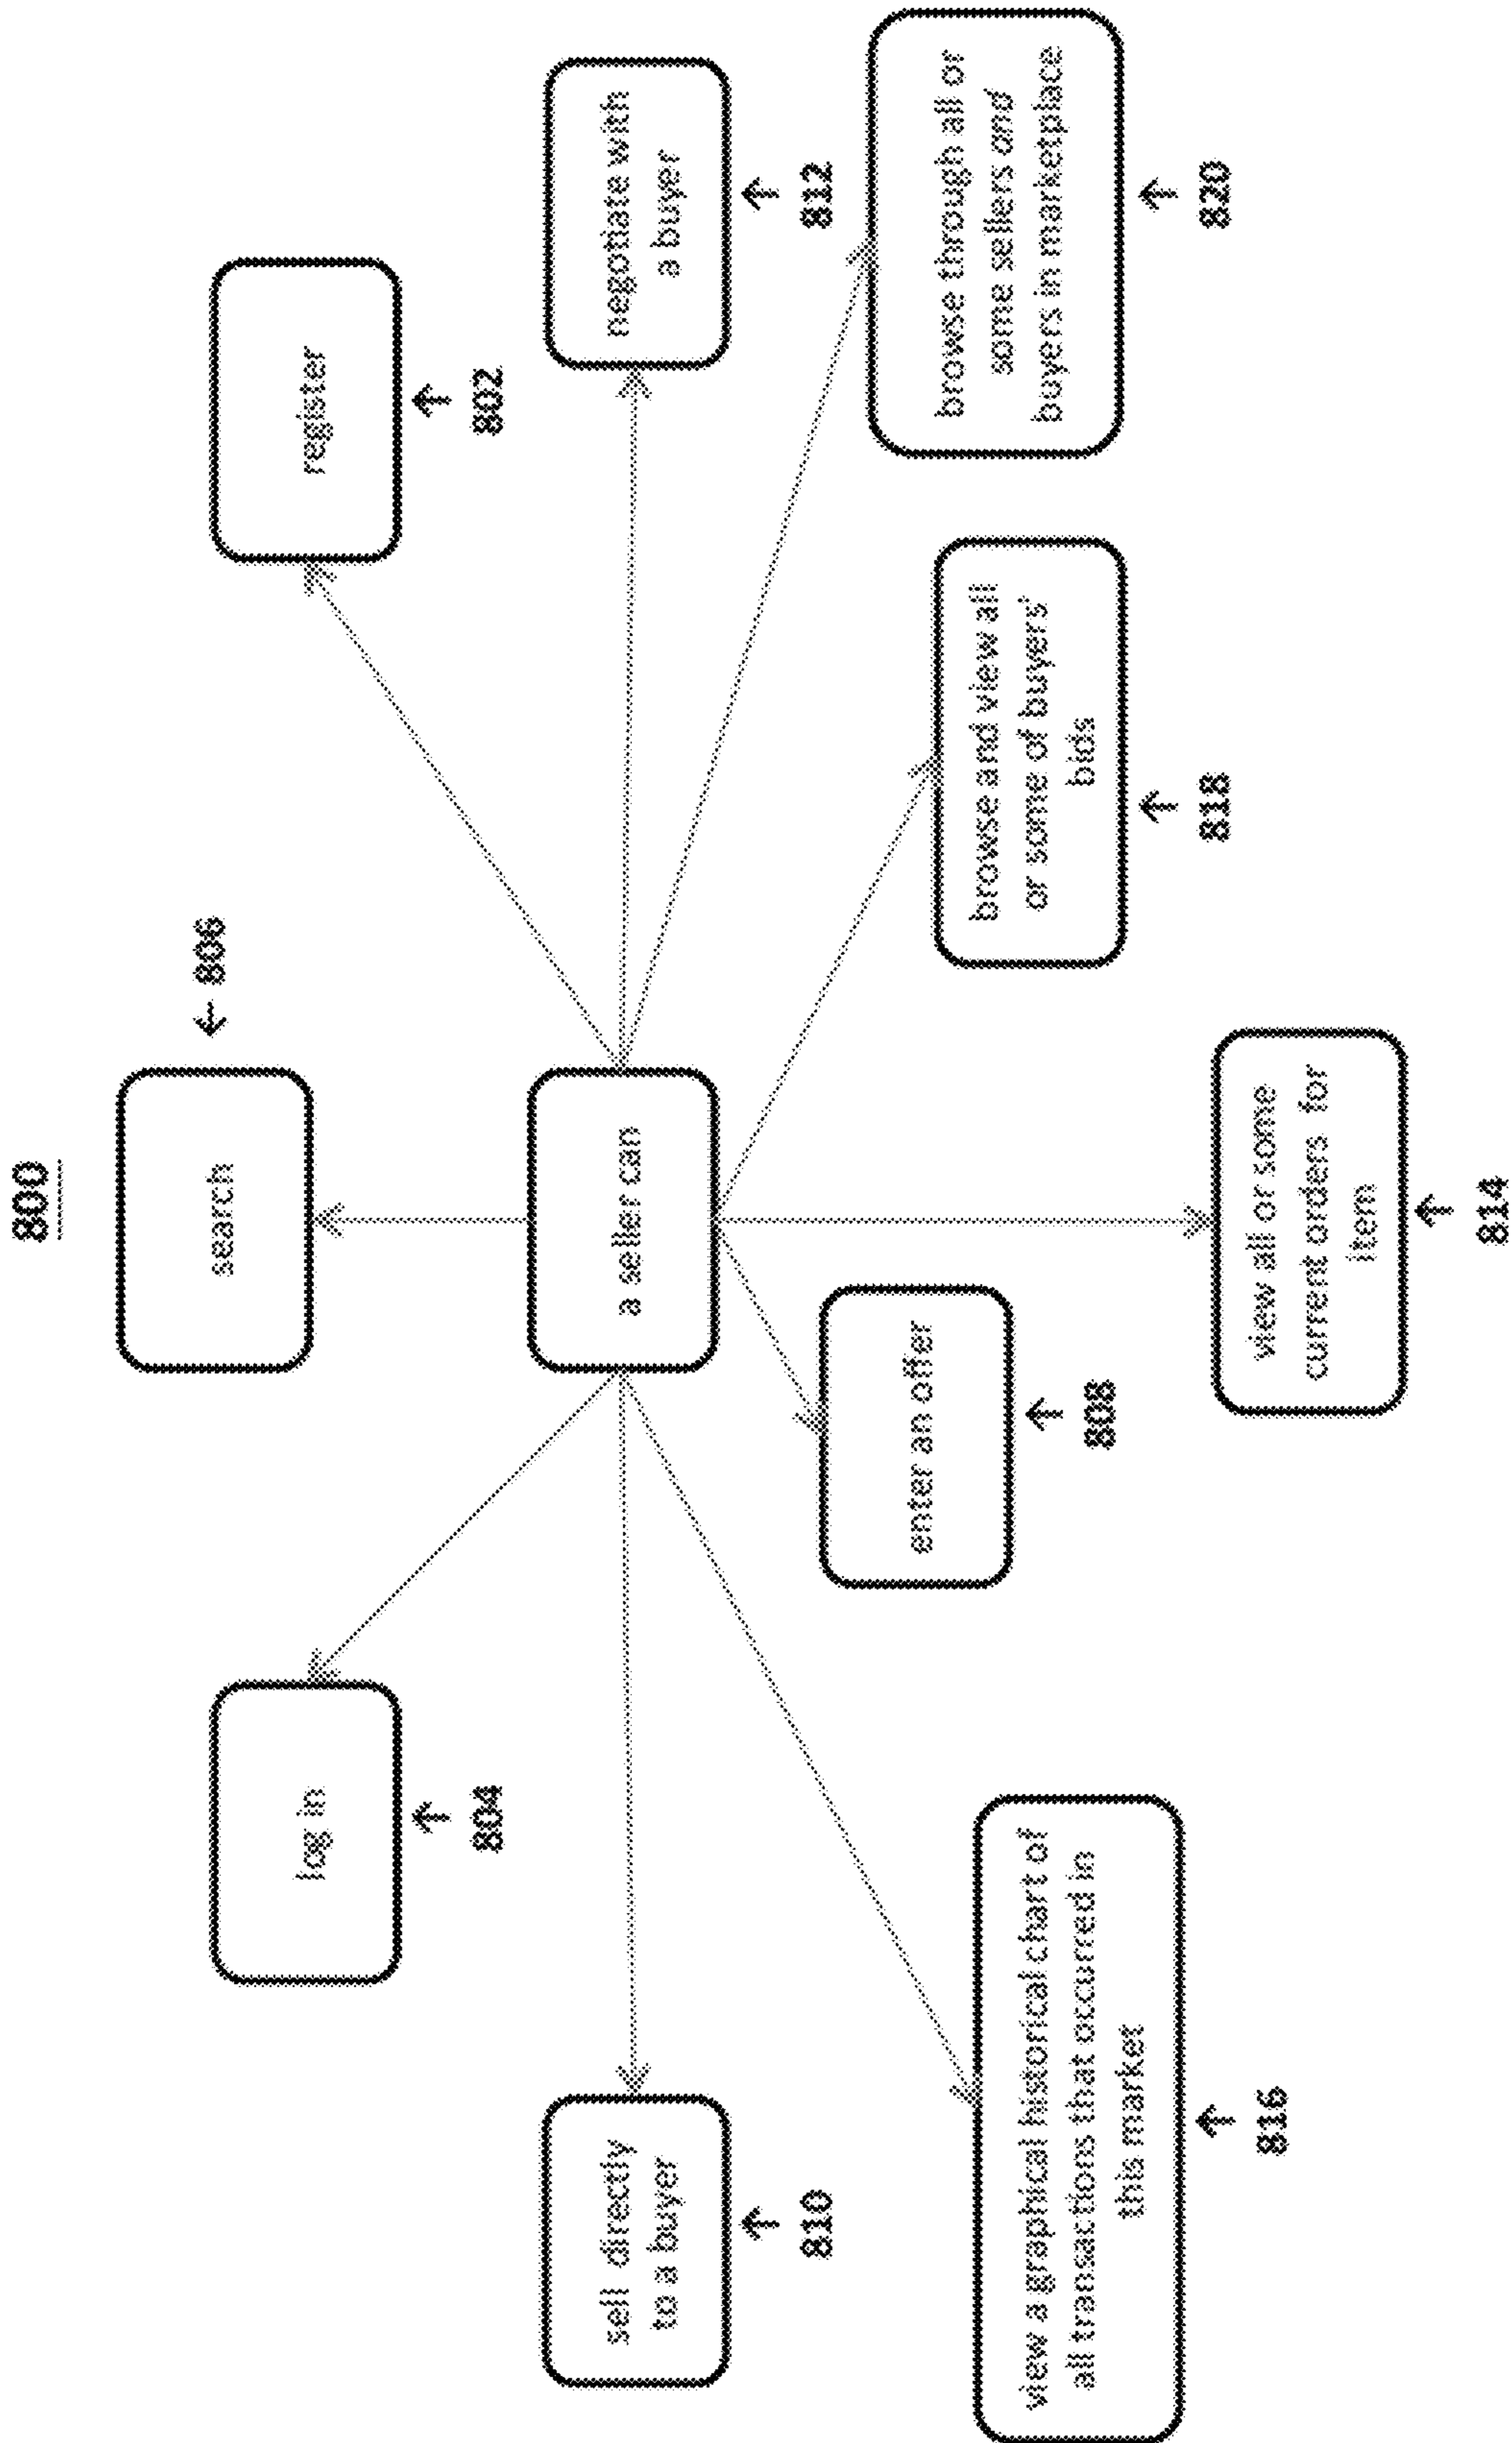 800
search
806
log in
804
register
802
a seller can
sell directly
to a buyer
810
negotiate with
a buyer
812
enter an offer
808
browse through all or
some sellers and
buyers in marketplace
820
browse and view all
or some of buyers'
bids
818
view a graphical historical chart of
all transactions that occurred in
this market
816
view all or some
current orders for
item
814